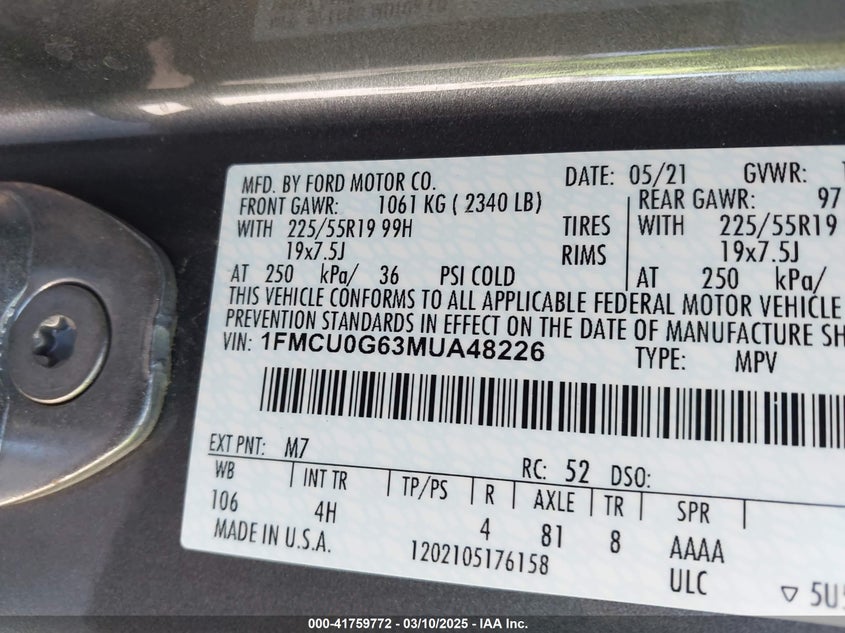 MFD. BY FORD MOTOR CO. DATE: 05/21 GVWR:
FRONT GAWR: 1061 KG ( 2340 LB) REAR GAWR: 97
WITH 225/55R19 99H TIRES WITH 225/55R19
19x7.5J RIMS 19x7.5J
AT 250 kPa/ 36 PSI COLD AT 250 kPa/
THIS VEHICLE CONFORMS TO ALL APPLICABLE FEDERAL MOTOR VEHICLE
PREVENTION STANDARDS IN EFFECT ON THE DATE OF MANUFACTURE SH
VIN: 1FMCU0G63MUA48226 TYPE: MPV
EXT PNT: M7 RC: 52 DSO:
WB INT TR TP/PS R AXLE TR SPR
106 4H 4 81 8 AAAA
MADE IN U.S.A. 1202105176158 ULC
▽ 5U5
000-41759772 — 03/10/2025 — IAA Inc.